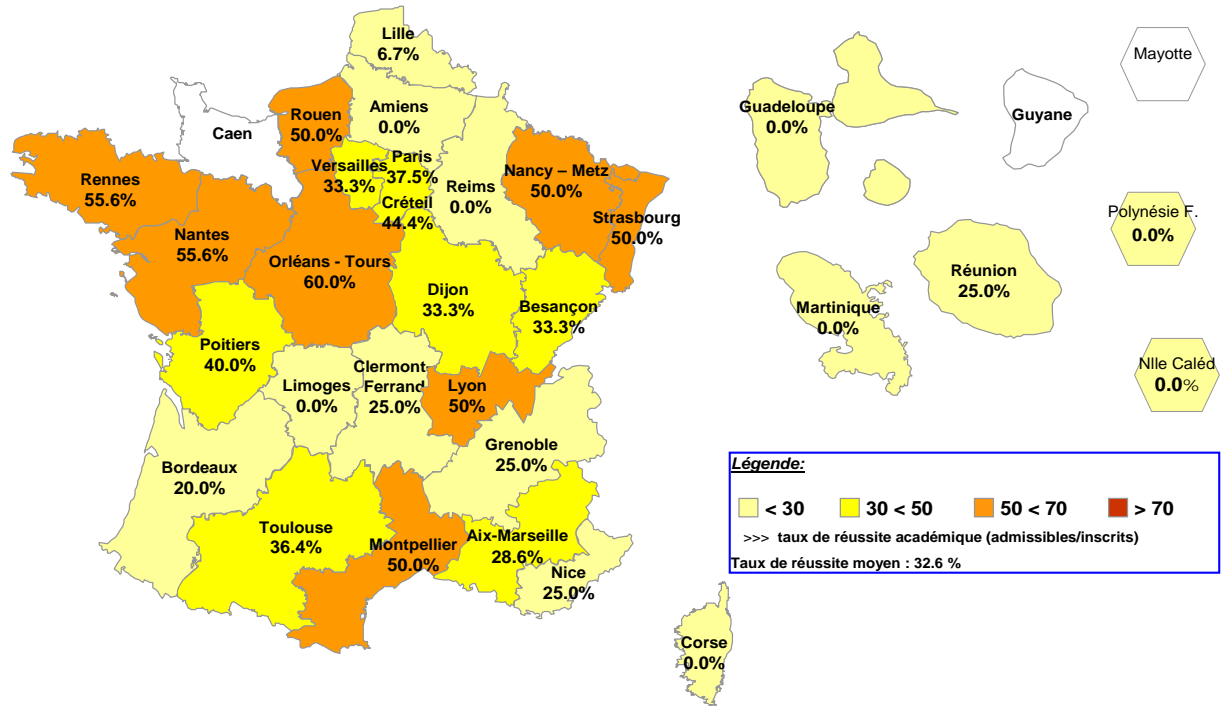 Lille
6.7%
Amiens
0.0%
Rouen
50.0%
Caen
Versailles
33.3%
Paris
37.5%
Créteil
44.4%
Reims
0.0%
Nancy – Metz
50.0%
Strasbourg
50.0%
Rennes
55.6%
Nantes
55.6%
Orléans - Tours
60.0%
Dijon
33.3%
Besançon
33.3%
Poitiers
40.0%
Limoges
0.0%
Clermont-
Ferrand
25.0%
Lyon
50%
Grenoble
25.0%
Bordeaux
20.0%
Toulouse
36.4%
Montpellier
50.0%
Aix-Marseille
28.6%
Nice
25.0%
Corse
0.0%
Guadeloupe
0.0%
Guyane
Mayotte
Polynésie F.
0.0%
Martinique
0.0%
Réunion
25.0%
Nlle Caléd
0.0%
Légende:
< 30
30 < 50
50 < 70
> 70
>>> taux de réussite académique (admissibles/inscrits)
Taux de réussite moyen : 32.6 %